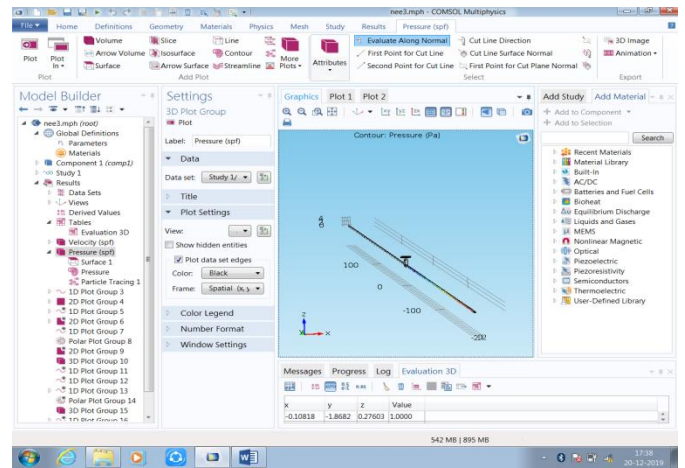 nee3.mph - COMSOL Multiphysics
File Home Definitions Geometry Materials Physics Mesh Study Results Pressure (spf)
Plot
Plot In
Plot
Volume
Arrow Volume
Surface
Slice
Isosurface
Arrow Surface
Line
Contour
Streamline
More Plots
Add Plot
Attributes
Evaluate Along Normal
First Point for Cut Line
Second Point for Cut Line
Cut Line Direction
Cut Line Surface Normal
First Point for Cut Plane Normal
Select
3D Image
Animation
Export
Model Builder
nee3.mph (root)
Global Definitions
Parameters
Materials
Component 1 (comp1)
Study 1
Results
Data Sets
Views
Derived Values
Tables
Evaluation 3D
Velocity (spf)
Pressure (spf)
Surface 1
Pressure
Particle Tracing 1
1D Plot Group 3
2D Plot Group 4
1D Plot Group 5
2D Plot Group 6
1D Plot Group 7
Polar Plot Group 8
2D Plot Group 9
3D Plot Group 10
1D Plot Group 11
1D Plot Group 12
1D Plot Group 13
Polar Plot Group 14
3D Plot Group 15
1D Plot Group 16
Settings
3D Plot Group
Plot
Label: Pressure (spf)
Data
Data set: Study 1/
Title
Plot Settings
View: ...
Show hidden entities
Plot data set edges
Color: Black
Frame: Spatial (x, y
Color Legend
Number Format
Window Settings
Graphics Plot 1 Plot 2
Contour: Pressure (Pa)
100
0
-100
z
y
x
Messages Progress Log Evaluation 3D
x y z Value
-0.10818 -1.8682 0.27603 1.0000
Add Study Add Material
Add to Component
Add to Selection
Search
Recent Materials
Material Library
Built-In
AC/DC
Batteries and Fuel Cells
Bioheat
Equilibrium Discharge
Liquids and Gases
MEMS
Nonlinear Magnetic
Optical
Piezoelectric
Piezoresistivity
Semiconductors
Thermoelectric
User-Defined Library
542 MB | 895 MB
17:38
20-12-2019